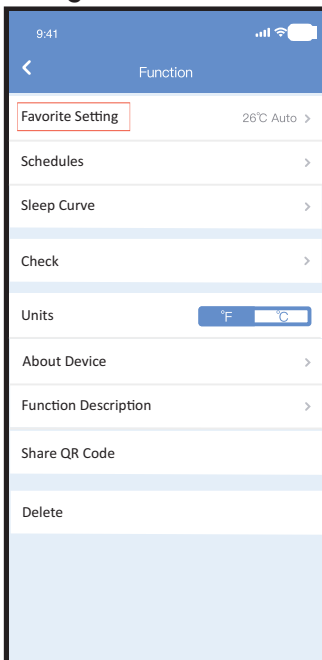 9:41
Function
Favorite Setting 26℃ Auto >
Schedules >
Sleep Curve >
Check >
Units °F ℃
About Device >
Function Description >
Share QR Code
Delete